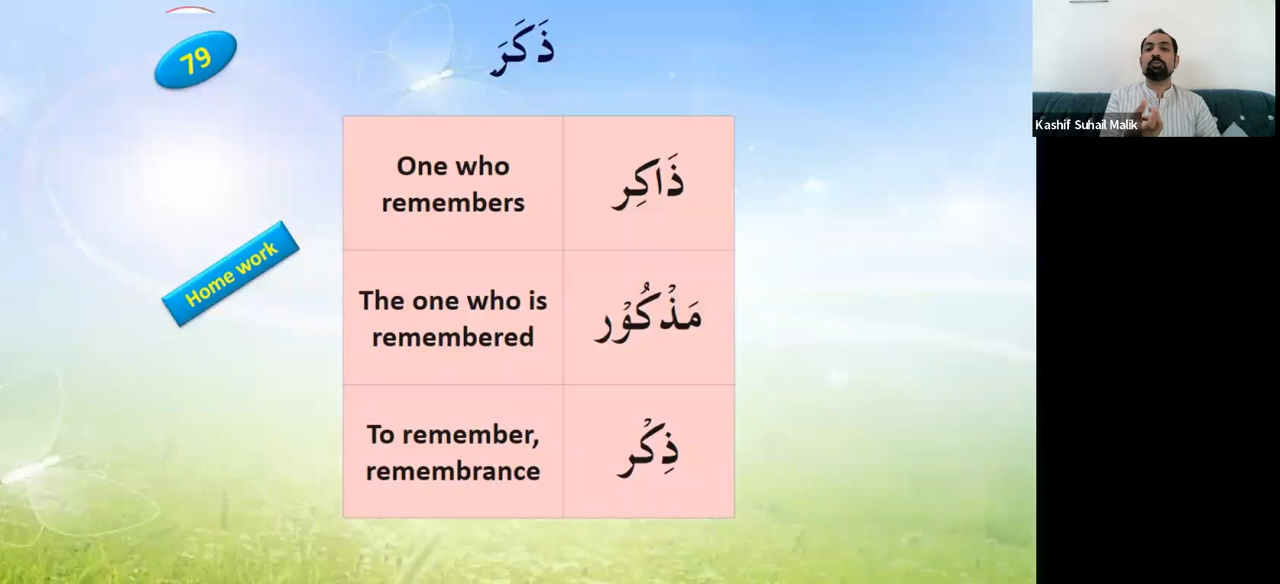 79
ذَكَرَ
Home work
One who
remembers
ذَاكِر
The one who is
remembered
مَذْكُوْر
To remember,
remembrance
ذِكْر
Kashif Suhail Malik